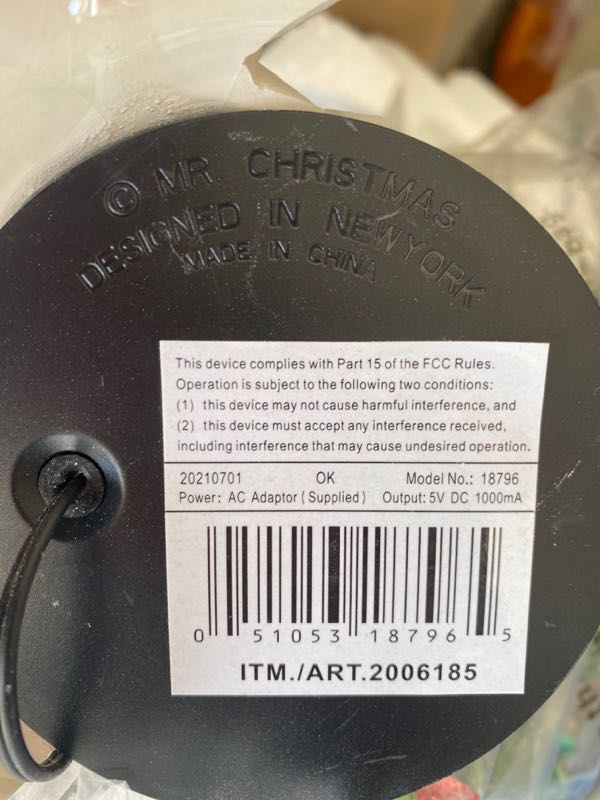 © MR. CHRISTMAS
DESIGNED IN NEW YORK
MADE IN CHINA
This device complies with Part 15 of the FCC Rules.
Operation is subject to the following two conditions:
(1) this device may not cause harmful interference, and
(2) this device must accept any interference received,
including interference that may cause undesired operation.
20210701 OK Model No.: 18796
Power: AC Adaptor (Supplied) Output: 5V DC 1000mA
0 51053 18796 5
ITM./ART.2006185